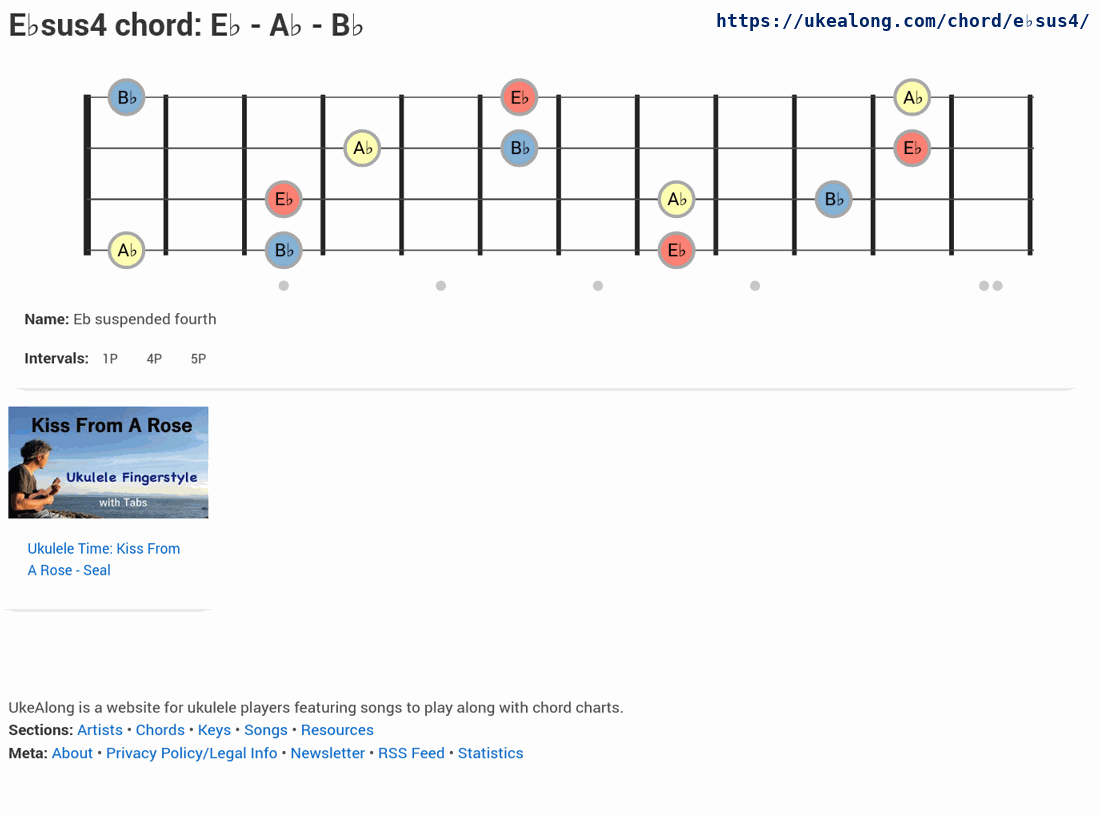 E♭sus4 chord: E♭ - A♭ - B♭
https://ukealong.com/chord/e♭sus4/
B♭ E♭ A♭
A♭ B♭ E♭
E♭ A♭ B♭
A♭ B♭ E♭
Name: Eb suspended fourth
Intervals: 1P 4P 5P
Kiss From A Rose
Ukulele Fingerstyle
with Tabs
Ukulele Time: Kiss From
A Rose - Seal
UkeAlong is a website for ukulele players featuring songs to play along with chord charts.
Sections: Artists • Chords • Keys • Songs • Resources
Meta: About • Privacy Policy/Legal Info • Newsletter • RSS Feed • Statistics